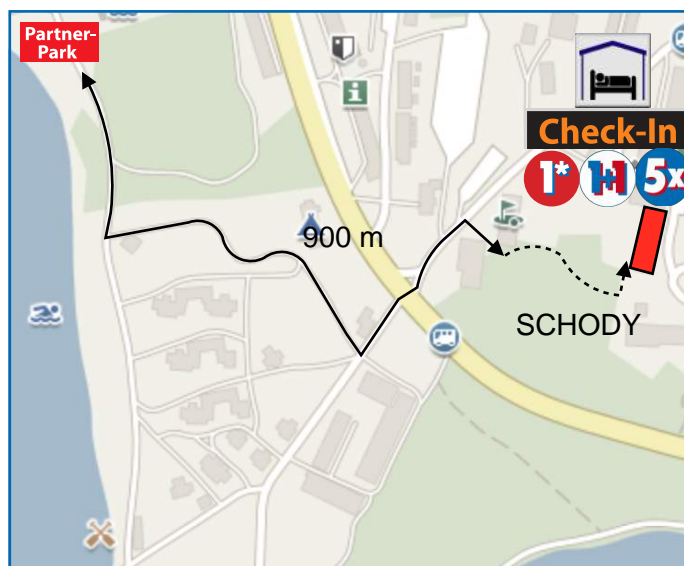 Partner-
Park
i
Check-In
1*
1+1
5x
900 m
SCHODY